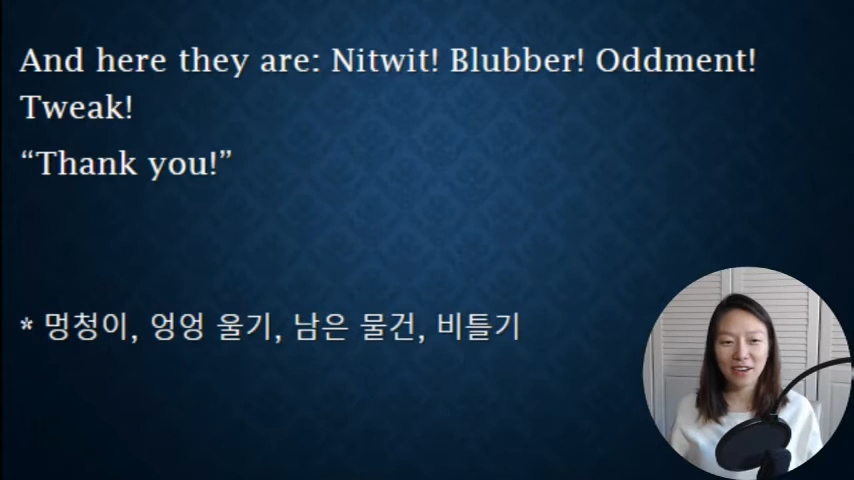 And here they are: Nitwit! Blubber! Oddment!
Tweak!
“Thank you!”
* 멍청이, 엉엉 울기, 남은 물건, 비틀기